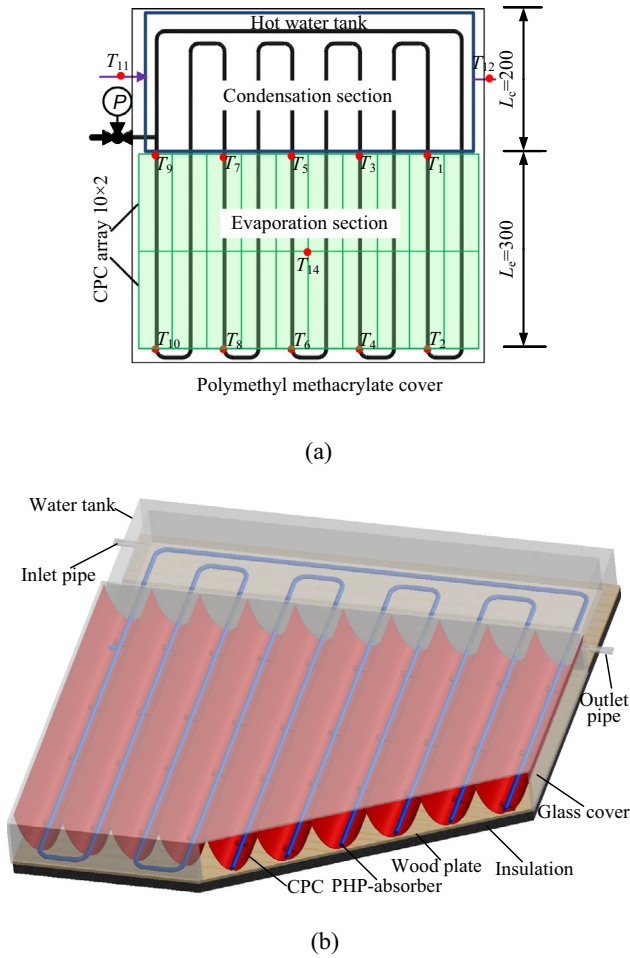 Hot water tank
T11
T12
Condensation section
P
Lc=200
T9 T7 T5 T3 T1
CPC array 10×2
Evaporation section
Le=300
T14
T10 T8 T6 T4 T2
Polymethyl methacrylate cover
(a)
Water tank
Inlet pipe
Outlet
pipe
Glass cover
Wood plate
Insulation
CPC PHP-absorber
(b)